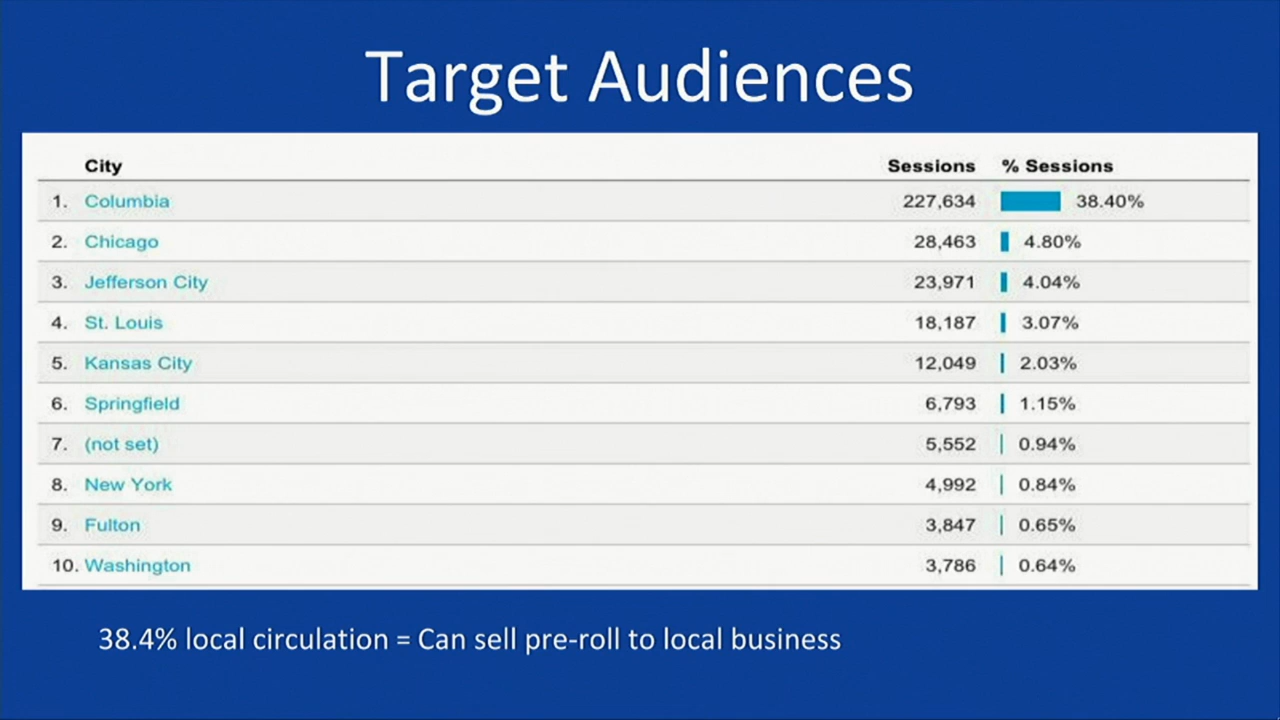 Target Audiences
City Sessions % Sessions
1. Columbia 227,634 38.40%
2. Chicago 28,463 4.80%
3. Jefferson City 23,971 4.04%
4. St. Louis 18,187 3.07%
5. Kansas City 12,049 2.03%
6. Springfield 6,793 1.15%
7. (not set) 5,552 0.94%
8. New York 4,992 0.84%
9. Fulton 3,847 0.65%
10. Washington 3,786 0.64%
38.4% local circulation = Can sell pre-roll to local business